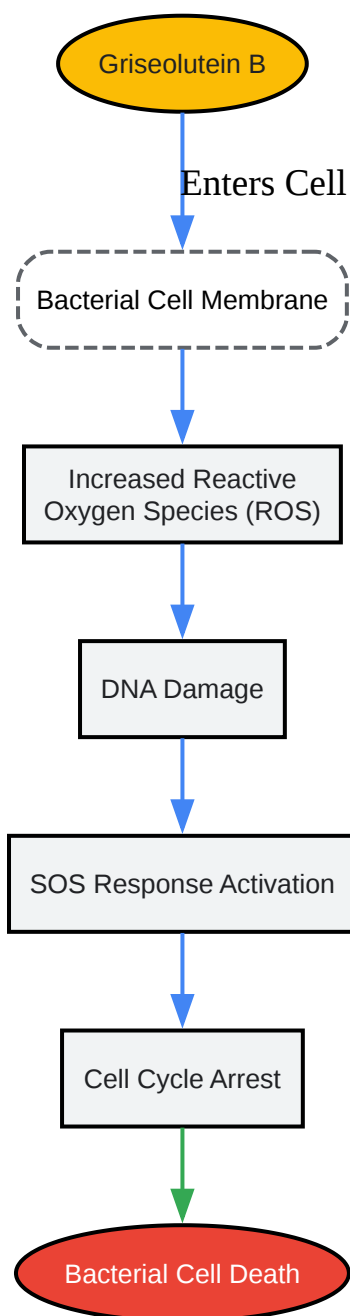 Griseolutein B
Enters Cell
Bacterial Cell Membrane
Increased Reactive
Oxygen Species (ROS)
DNA Damage
SOS Response Activation
Cell Cycle Arrest
Bacterial Cell Death